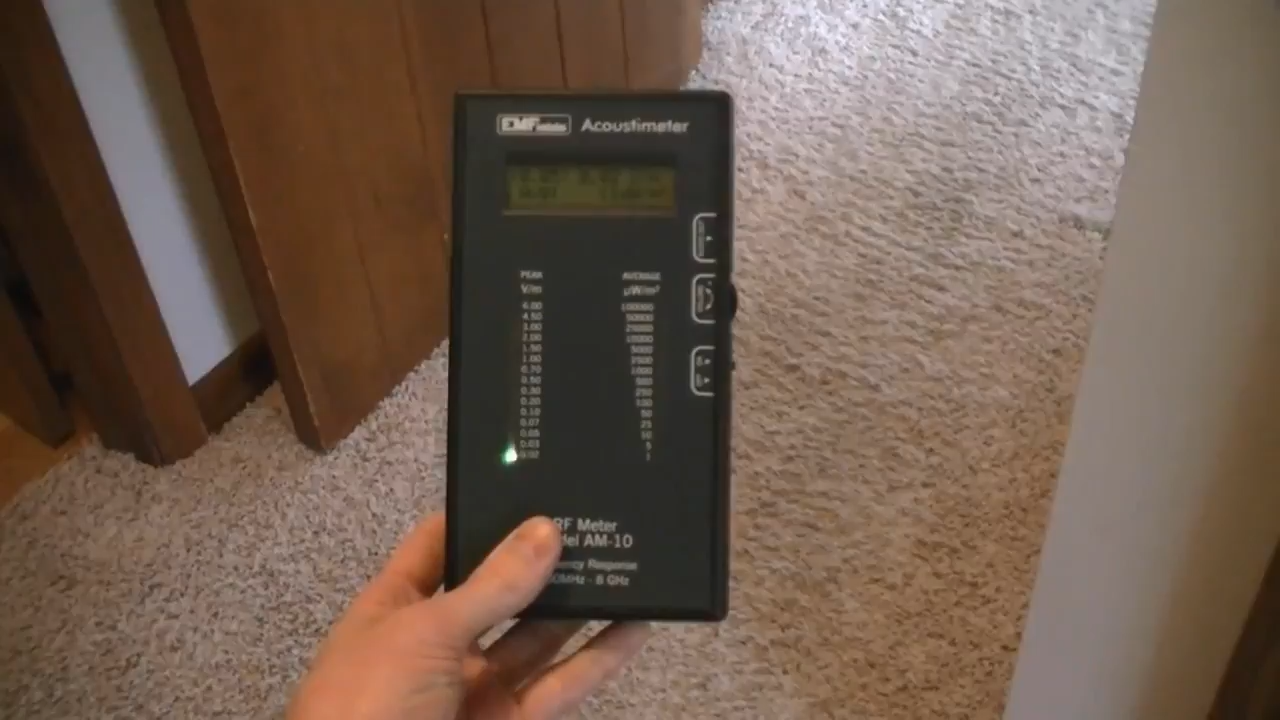 EMF Acoustimeter
PEAK AVERAGE
V/m µW/m²
6.00 100000
4.50 50000
3.00 25000
2.00 10000
1.50 5000
1.00 2500
0.70 1000
0.50 500
0.30 250
0.20 100
0.10 50
0.07 25
0.05 10
0.03 5
0.02 1
RF Meter
AM-10
Response
8 GHz